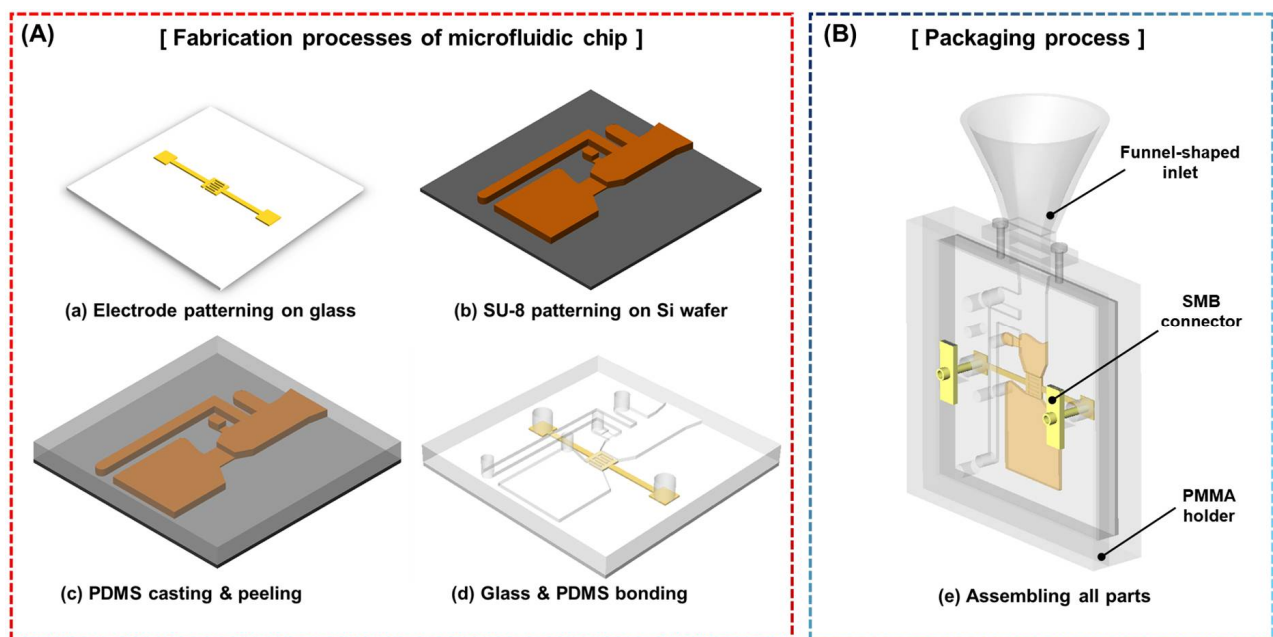 (A)
[ Fabrication processes of microfluidic chip ]
(a) Electrode patterning on glass
(b) SU-8 patterning on Si wafer
(c) PDMS casting & peeling
(d) Glass & PDMS bonding
(B)
[ Packaging process ]
Funnel-shaped
inlet
SMB
connector
PMMA
holder
(e) Assembling all parts